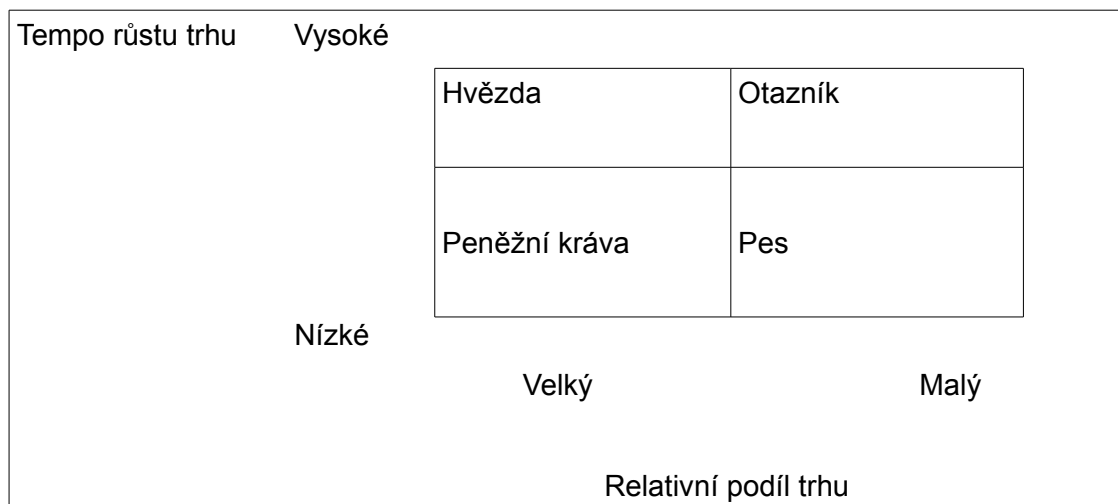 Tempo růstu trhu Vysoké
Hvězda Otazník
Peněžní kráva Pes
Nízké
Velký Malý
Relativní podíl trhu